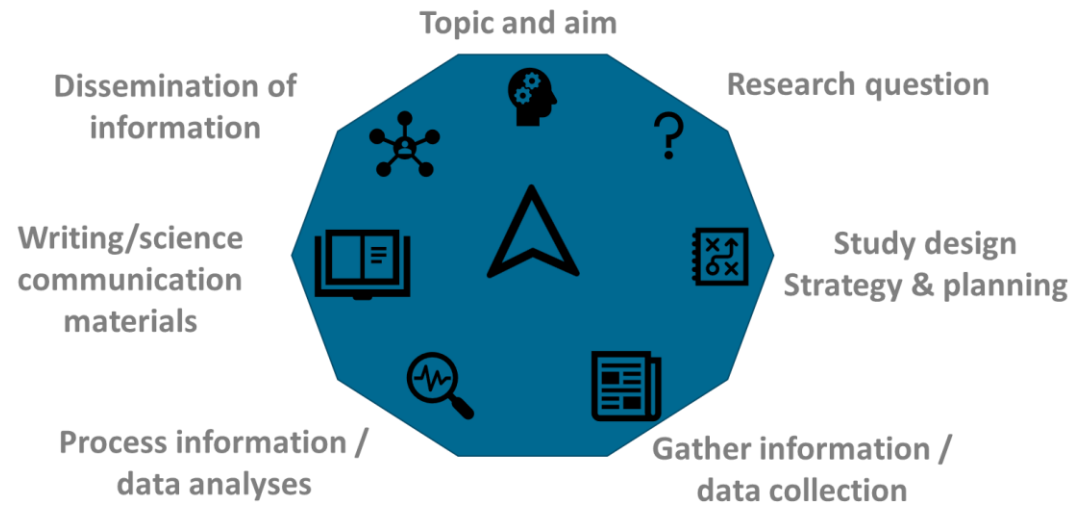 Topic and aim
Research question
Study design
Strategy & planning
Gather information /
data collection
Process information /
data analyses
Writing/science
communication
materials
Dissemination of
information